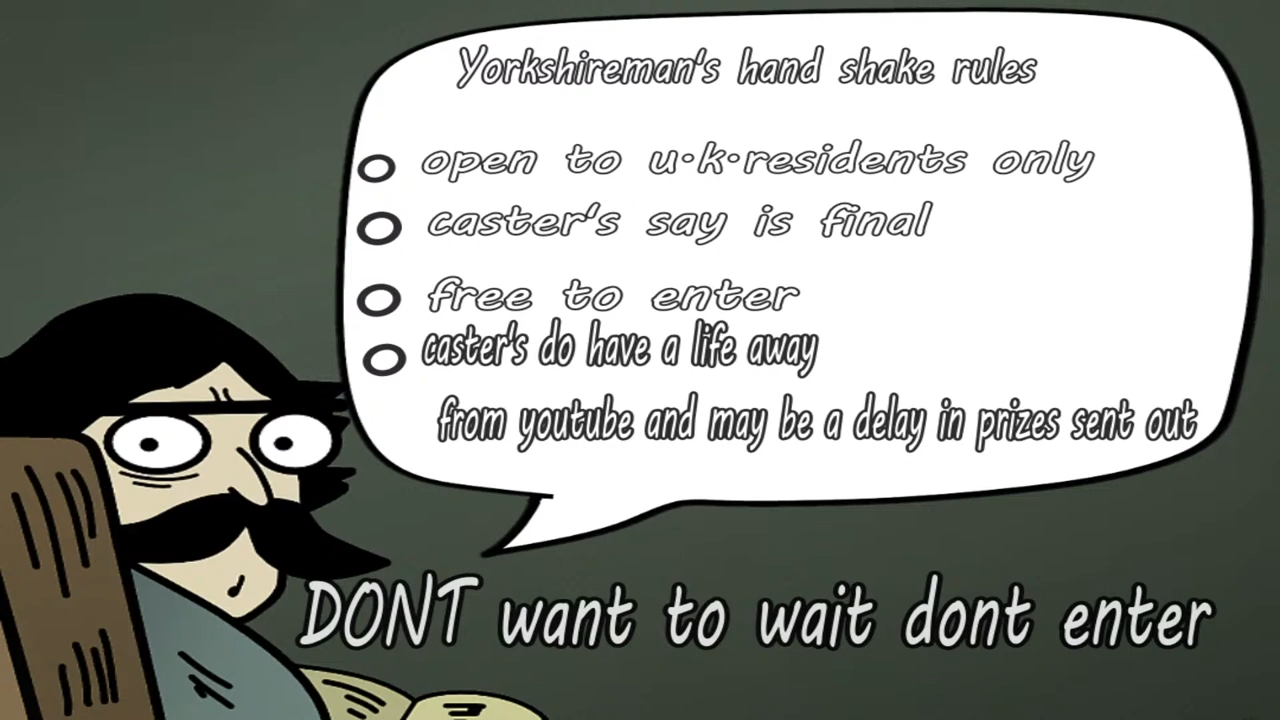 Yorkshireman's hand shake rules
open to u.k.residents only
caster's say is final
free to enter
caster's do have a life away
from youtube and may be a delay in prizes sent out
DONT want to wait dont enter